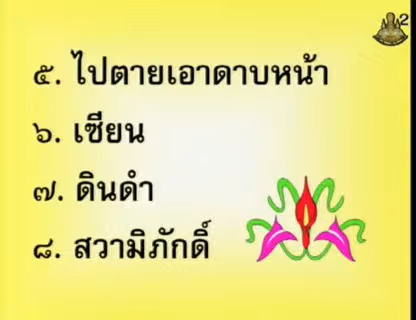 2
๕. ไปตายเอาดาบหน้า
๖. เซียน
๗. ดินดำ
๘. สวามิภักดิ์